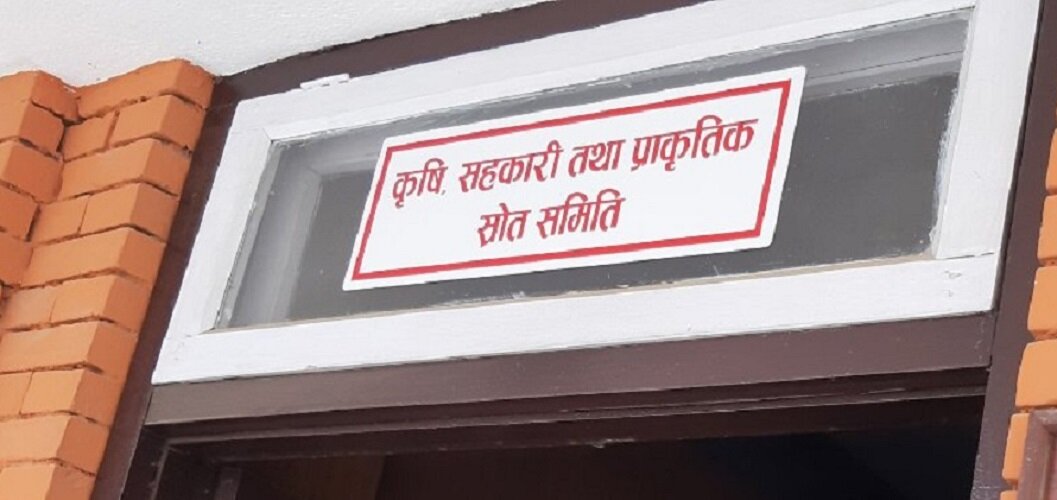 कृषि, सहकारी तथा प्राकृतिक
स्रोत समिति